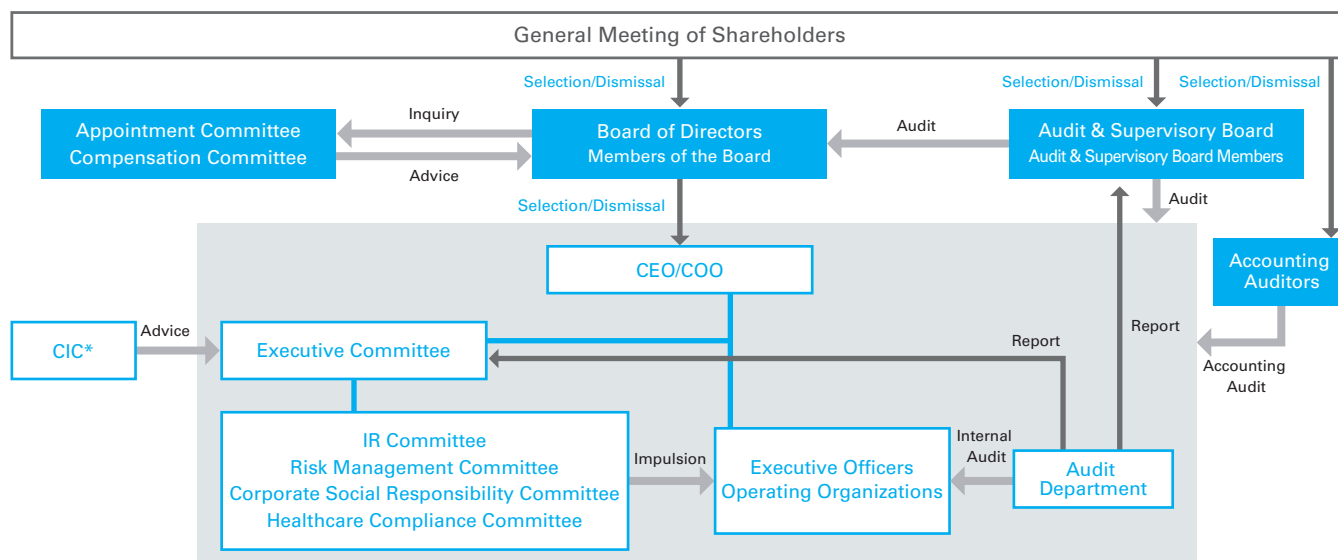 General Meeting of Shareholders
Selection/Dismissal
Selection/Dismissal
Selection/Dismissal
Appointment Committee
Compensation Committee
Inquiry
Advice
Board of Directors
Members of the Board
Audit
Audit & Supervisory Board
Audit & Supervisory Board Members
Selection/Dismissal
Audit
CEO/COO
Accounting
Auditors
CIC*
Advice
Executive Committee
Report
Report
Accounting
Audit
IR Committee
Risk Management Committee
Corporate Social Responsibility Committee
Healthcare Compliance Committee
Impulsion
Executive Officers
Operating Organizations
Internal
Audit
Audit
Department